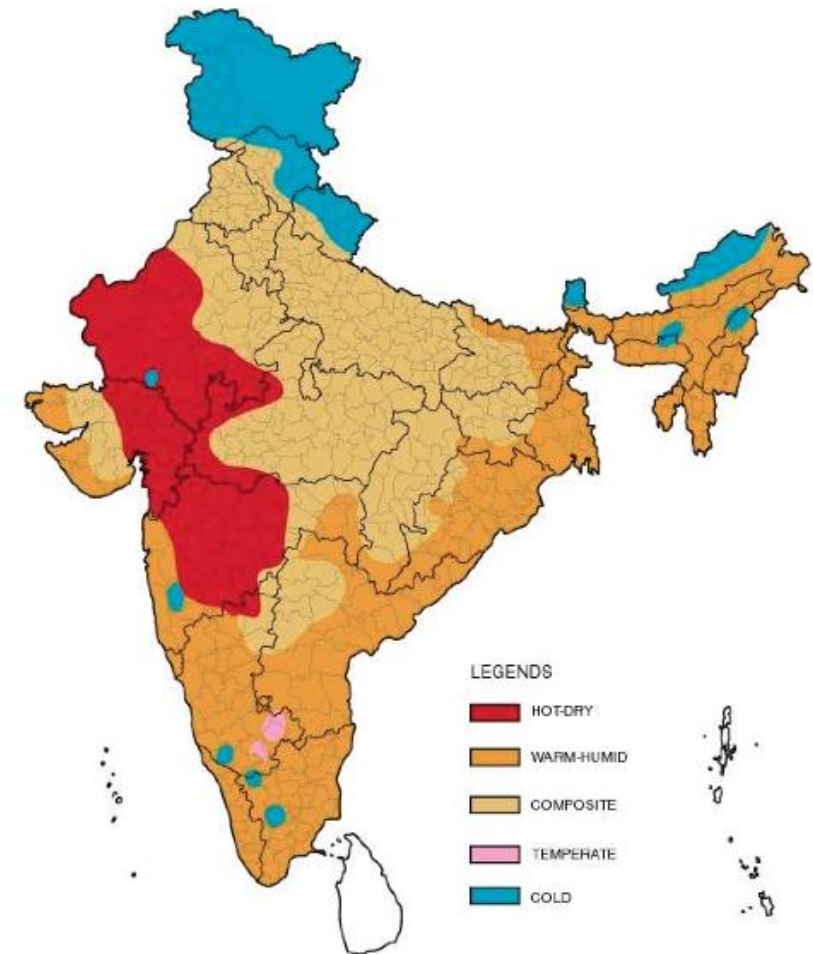 LEGENDS
HOT-DRY
WARM-HUMID
COMPOSITE
TEMPERATE
COLD